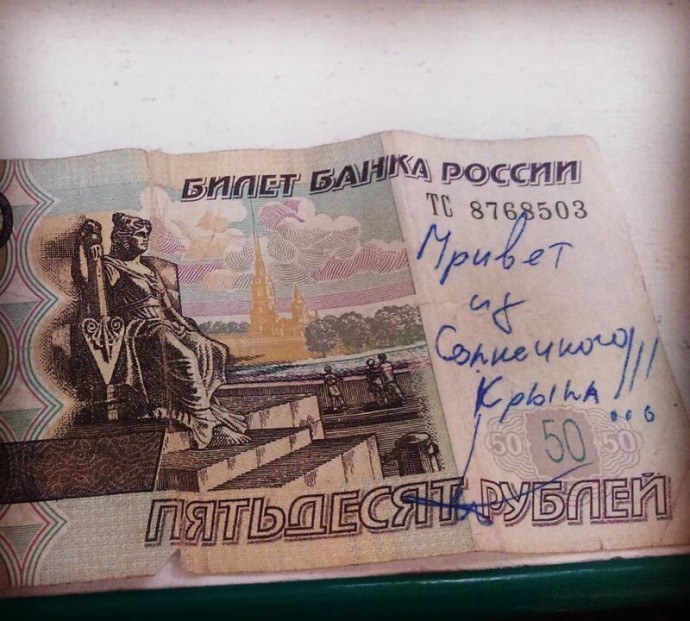 БИЛЕТ БАНКА РОССИИ
ТС 8768503
Привет
из
Солнечного
Крыма!!!
50 50 50
ПЯТЬДЕСЯТ РУБЛЕЙ